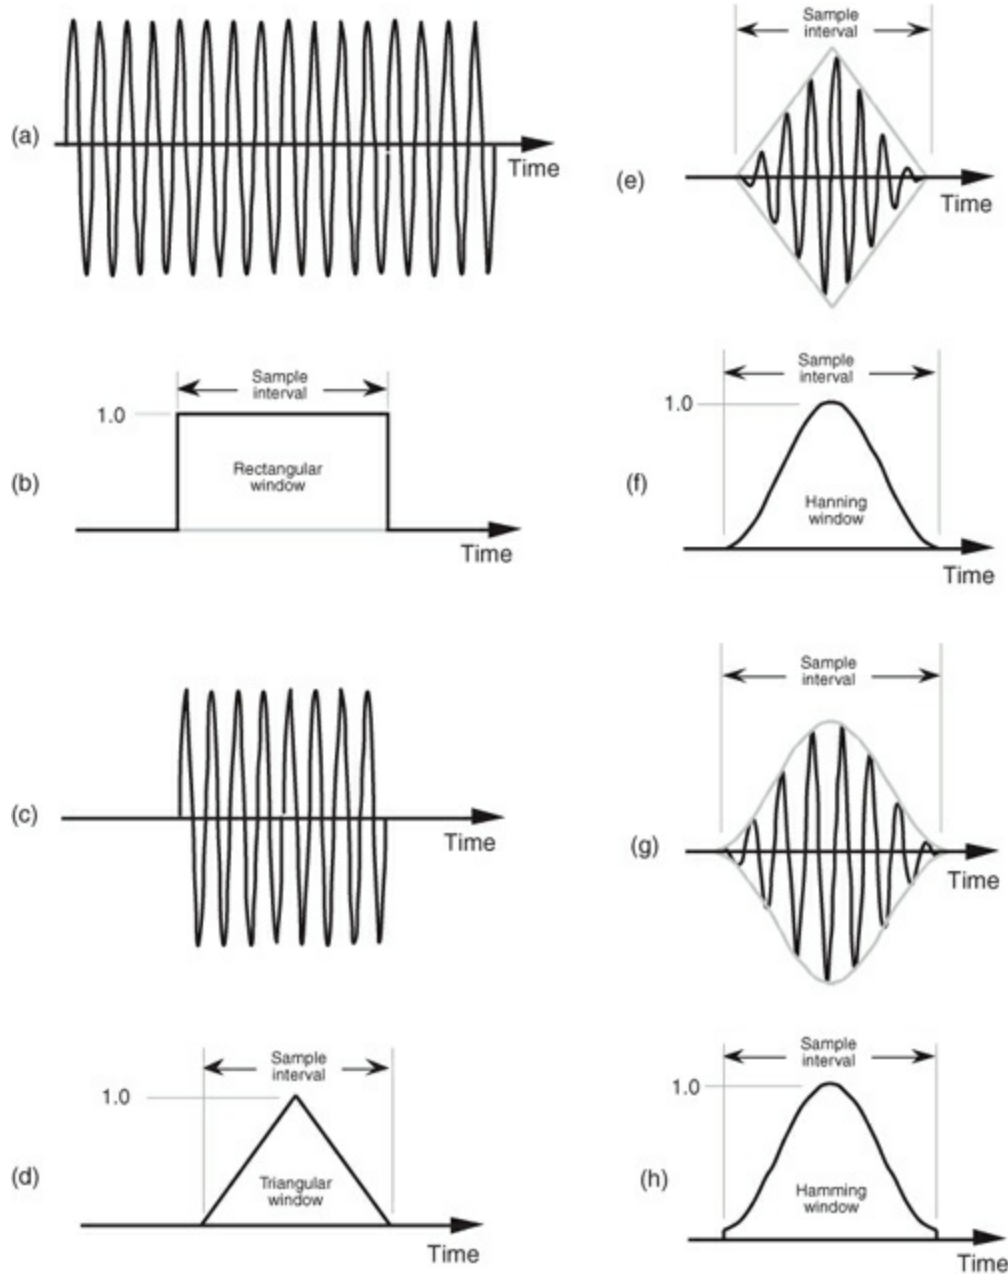 (a)
Time
Sample
interval
1.0
(b)
Rectangular
window
Time
(c)
Time
Sample
interval
1.0
(d)
Triangular
window
Time
Sample
interval
(e)
Time
Sample
interval
1.0
(f)
Hanning
window
Time
Sample
interval
(g)
Time
Sample
interval
1.0
(h)
Hamming
window
Time